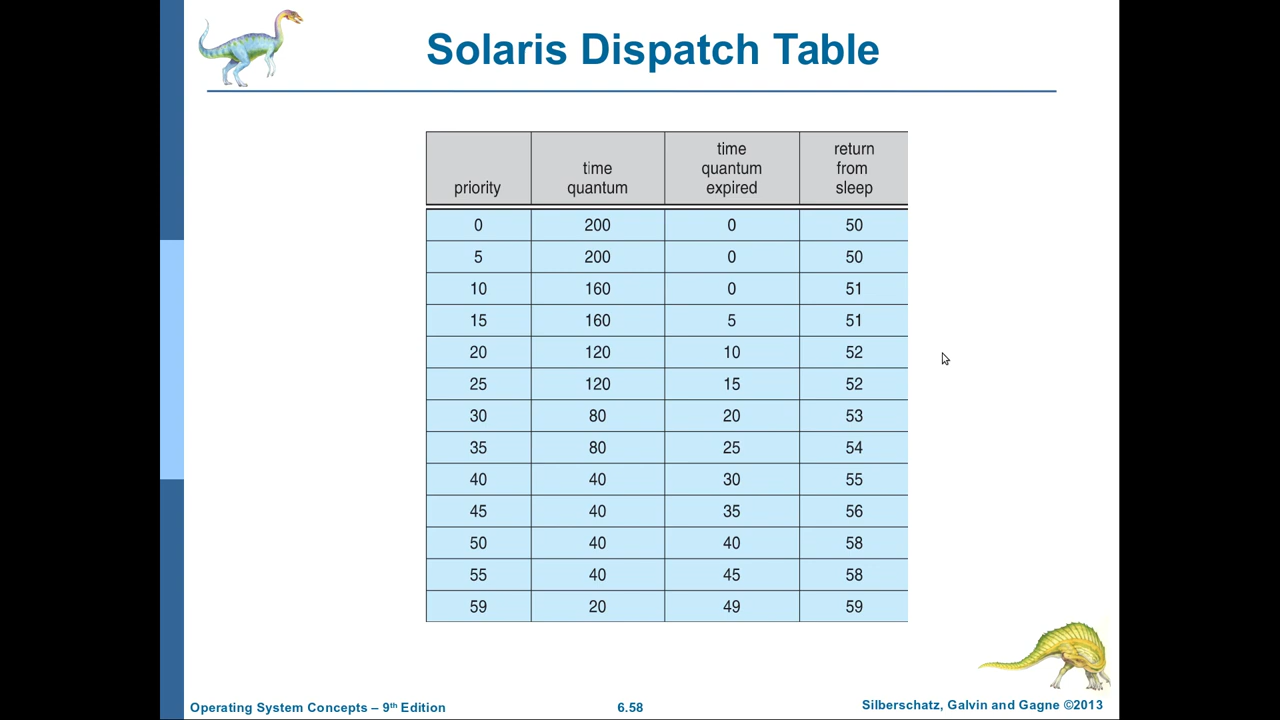 Solaris Dispatch Table
priority time quantum time quantum expired return from sleep
0 200 0 50
5 200 0 50
10 160 0 51
15 160 5 51
20 120 10 52
25 120 15 52
30 80 20 53
35 80 25 54
40 40 30 55
45 40 35 56
50 40 40 58
55 40 45 58
59 20 49 59
Operating System Concepts – 9th Edition 6.58 Silberschatz, Galvin and Gagne ©2013